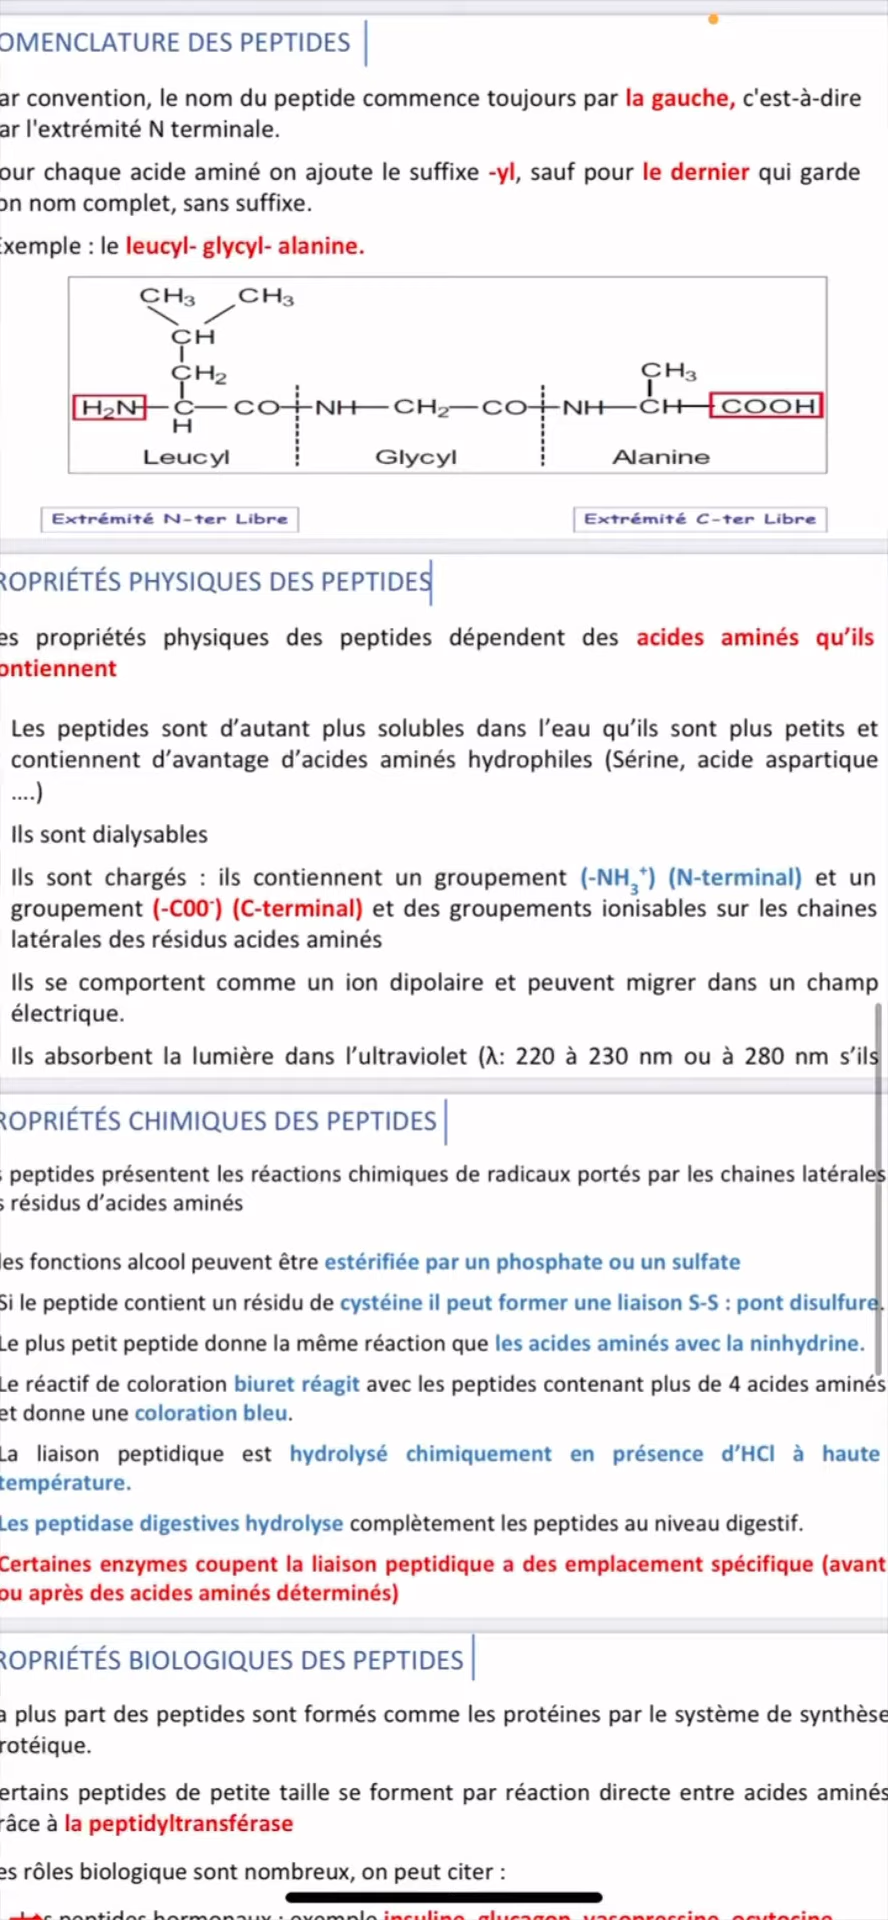 OMENCLATURE DES PEPTIDES
ar convention, le nom du peptide commence toujours par la gauche, c'est-à-dire
ar l'extrémité N terminale.
our chaque acide aminé on ajoute le suffixe -yl, sauf pour le dernier qui garde
on nom complet, sans suffixe.
Exemple : le leucyl- glycyl- alanine.
CH3 CH3
CH
CH2 CH3
H2N C CO NH CH2 CO NH CH COOH
H
Leucyl Glycyl Alanine
Extrémité N-ter Libre Extrémité C-ter Libre
ROPRIÉTÉS PHYSIQUES DES PEPTIDES
es propriétés physiques des peptides dépendent des acides aminés qu'ils
ontiennent
Les peptides sont d'autant plus solubles dans l'eau qu'ils sont plus petits et
contiennent d'avantage d'acides aminés hydrophiles (Sérine, acide aspartique
....)
Ils sont dialysables
Ils sont chargés : ils contiennent un groupement (-NH3+) (N-terminal) et un
groupement (-C00-) (C-terminal) et des groupements ionisables sur les chaines
latérales des résidus acides aminés
Ils se comportent comme un ion dipolaire et peuvent migrer dans un champ
électrique.
Ils absorbent la lumière dans l'ultraviolet (λ: 220 à 230 nm ou à 280 nm s'ils
ROPRIÉTÉS CHIMIQUES DES PEPTIDES
s peptides présentent les réactions chimiques de radicaux portés par les chaines latérales
s résidus d'acides aminés
les fonctions alcool peuvent être estérifiée par un phosphate ou un sulfate
Si le peptide contient un résidu de cystéine il peut former une liaison S-S : pont disulfure.
Le plus petit peptide donne la même réaction que les acides aminés avec la ninhydrine.
Le réactif de coloration biuret réagit avec les peptides contenant plus de 4 acides aminés
et donne une coloration bleu.
La liaison peptidique est hydrolysé chimiquement en présence d'HCl à haute
température.
Les peptidase digestives hydrolyse complètement les peptides au niveau digestif.
Certaines enzymes coupent la liaison peptidique a des emplacement spécifique (avant
ou après des acides aminés déterminés)
ROPRIÉTÉS BIOLOGIQUES DES PEPTIDES
a plus part des peptides sont formés comme les protéines par le système de synthèse
rotéique.
ertains peptides de petite taille se forment par réaction directe entre acides aminés
râce à la peptidyltransférase
es rôles biologique sont nombreux, on peut citer :
peptides hormonaux : exemple insuline, glucagon, vasopressine, ocytocine